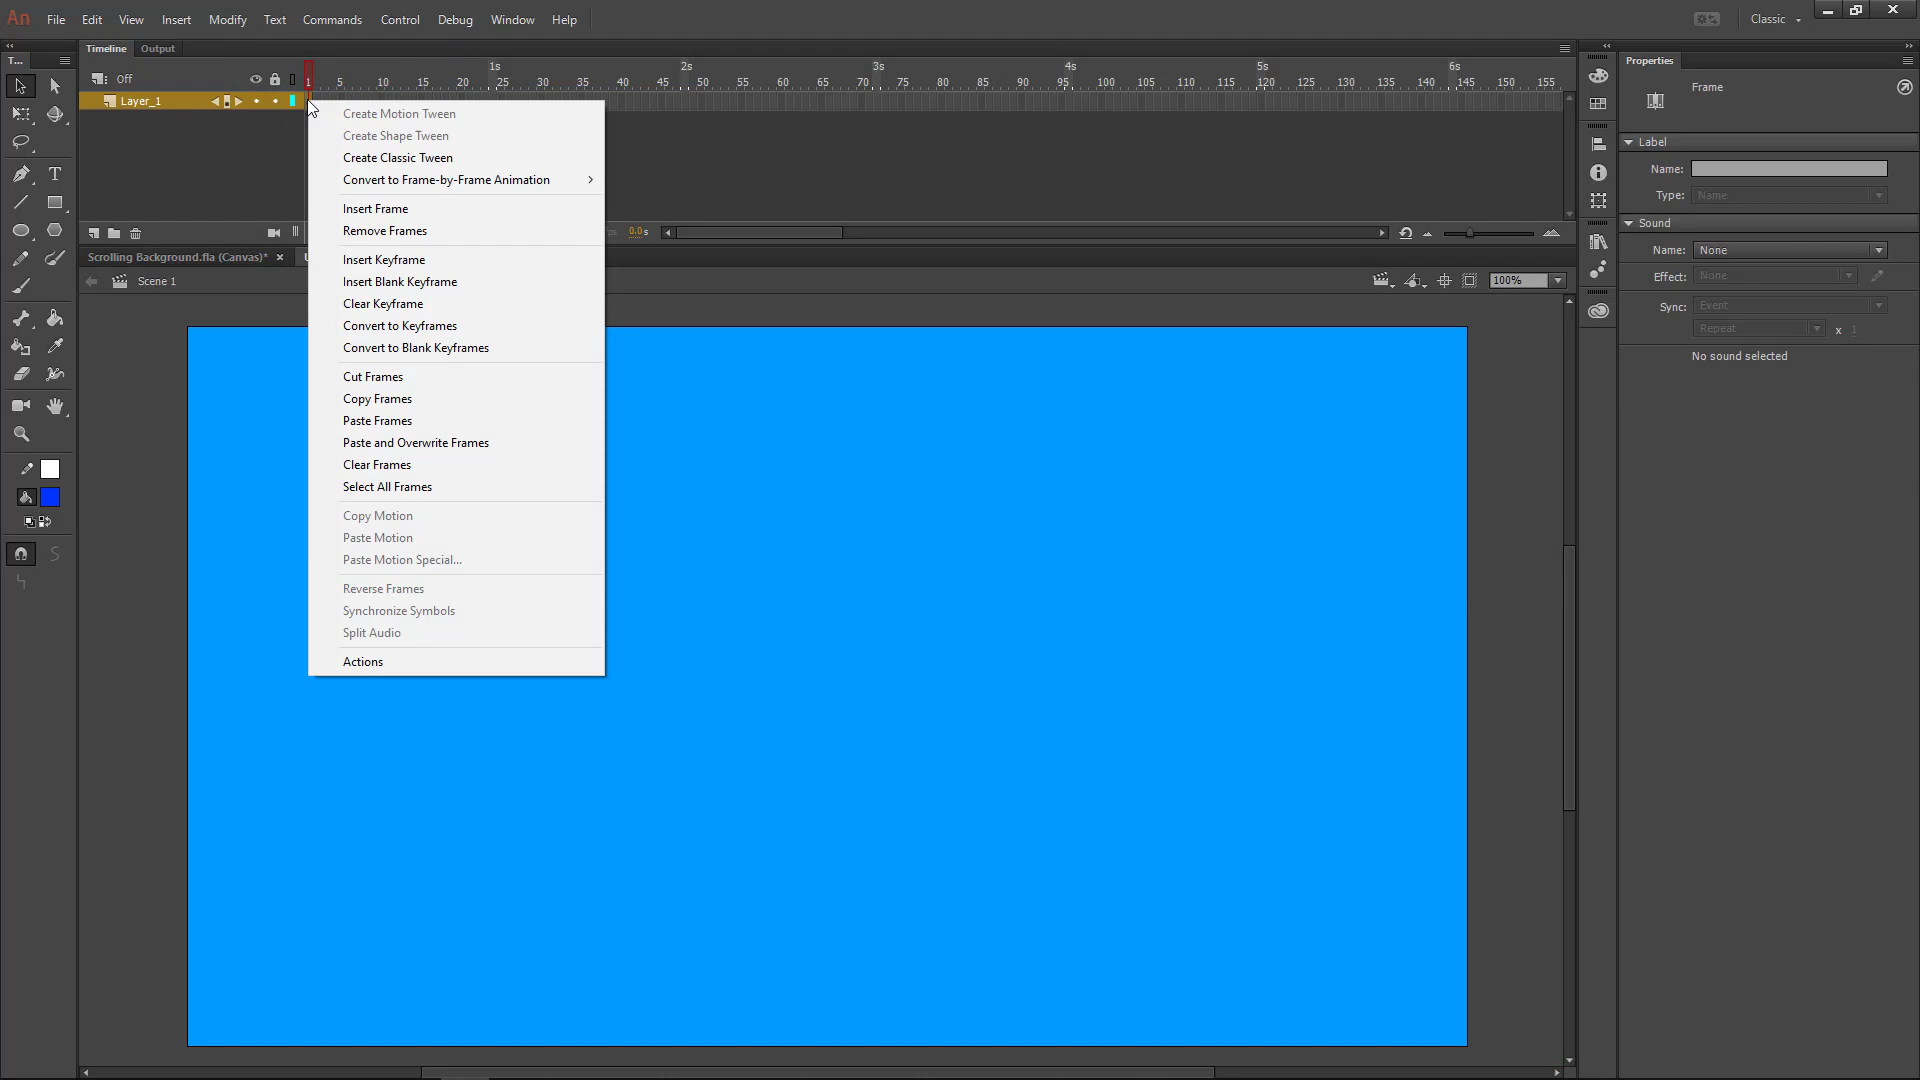 An File Edit View Insert Modify Text Commands Control Debug Window Help Classic
T... Timeline Output Properties
Off 1s 2s 3s 4s 5s 6s
1 5 10 15 20 25 30 35 40 45 50 55 60 65 70 75 80 85 90 95 100 105 110 115 120 125 130 135 140 145 150 155
Layer_1
Frame
Create Motion Tween
Create Shape Tween
Create Classic Tween
Convert to Frame-by-Frame Animation
Insert Frame
Remove Frames
Insert Keyframe
Insert Blank Keyframe
Clear Keyframe
Convert to Keyframes
Convert to Blank Keyframes
Cut Frames
Copy Frames
Paste Frames
Paste and Overwrite Frames
Clear Frames
Select All Frames
Copy Motion
Paste Motion
Paste Motion Special...
Reverse Frames
Synchronize Symbols
Split Audio
Actions
0.0s
Scrolling Background.fla (Canvas)*
Scene 1
100%
Label
Name:
Type: Name
Sound
Name: None
Effect: None
Sync: Event
Repeat x 1
No sound selected